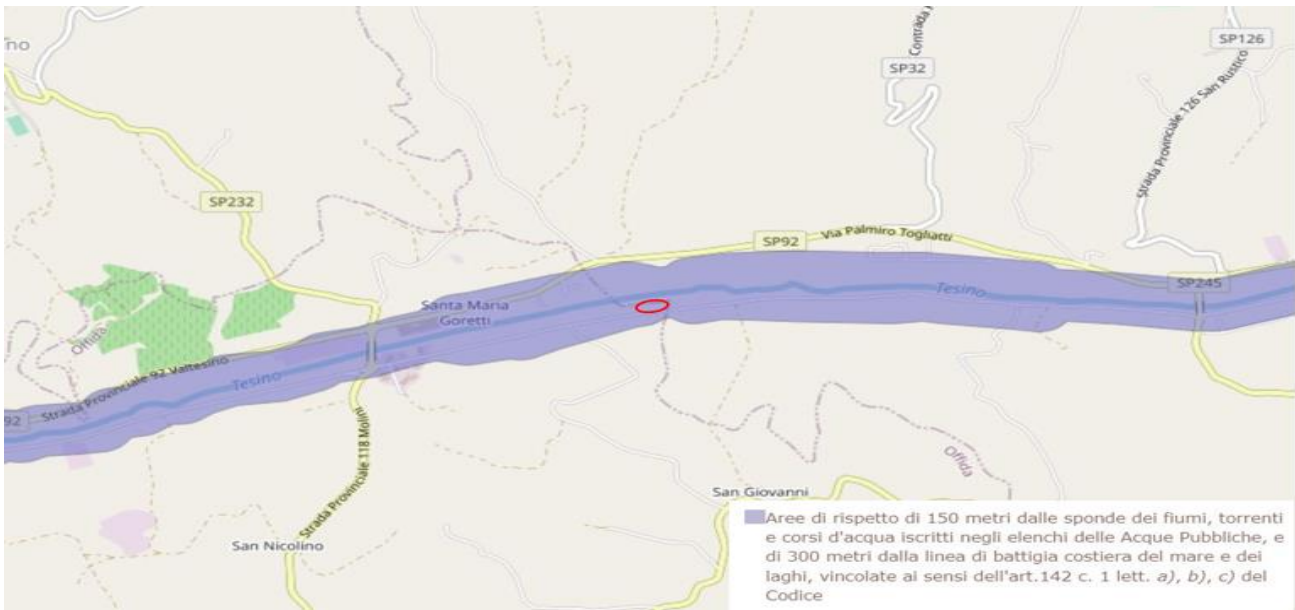 no
SP126
SP32
Contrada
Strada Provinciale 126 San Rustico
SP232
SP92
Via Palmiro Togliatti
Tesino
SP245
Santa Maria
Goretti
Offida
Strada Provinciale 92 Valtesino
Tesino
92
Strada Provinciale 118 Molini
Offida
San Giovanni
San Nicolino
Aree di rispetto di 150 metri dalle sponde dei fiumi, torrenti
e corsi d'acqua iscritti negli elenchi delle Acque Pubbliche, e
di 300 metri dalla linea di battigia costiera del mare e dei
laghi, vincolate ai sensi dell'art.142 c. 1 lett. a), b), c) del
Codice